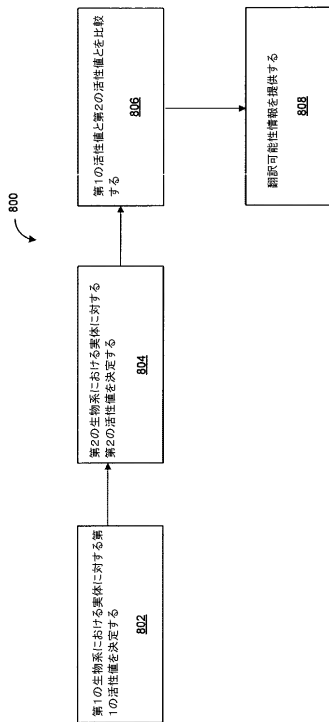 800
第1の生物系における実体に対する第
1の活性値を決定する
802
第2の生物系における実体に対する
第2の活性値を決定する
804
第1の活性値と第2の活性値とを比較
する
806
翻訳可能性情報を提供する
808